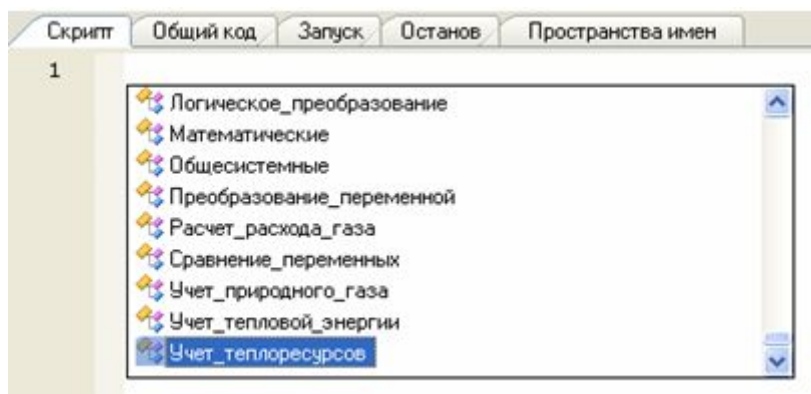 Скрипт Общий код Запуск Останов Пространства имен
1
Логическое_преобразование
Математические
Общесистемные
Преобразование_переменной
Расчет_расхода_газа
Сравнение_переменных
Учет_природного_газа
Учет_тепловой_энергии
Учет_теплоресурсов